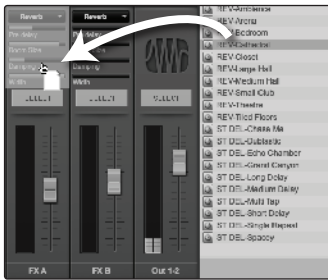 Reverb
Pre delay
Room Size
Damping
Width
SELECT
FX A
Reverb
Pre delay
Damping
Width
SELECT
FX B
SELECT
Out 1-2
REV-Ambience
REV-Arena
Bedroom
REV-Cathedral
REV-Closet
REV-Large Hall
REV-Medium Hall
REV-Small Club
REV-Theatre
REV-Tiled Floors
ST DEL-Chase Me
ST DEL-Dubtastic
ST DEL-Echo Chamber
ST DEL-Grand Canyon
ST DEL-Long Delay
ST DEL-Medium Delay
ST DEL-Multi Tap
ST DEL-Short Delay
ST DEL-Single Repeat
ST DEL-Spacey